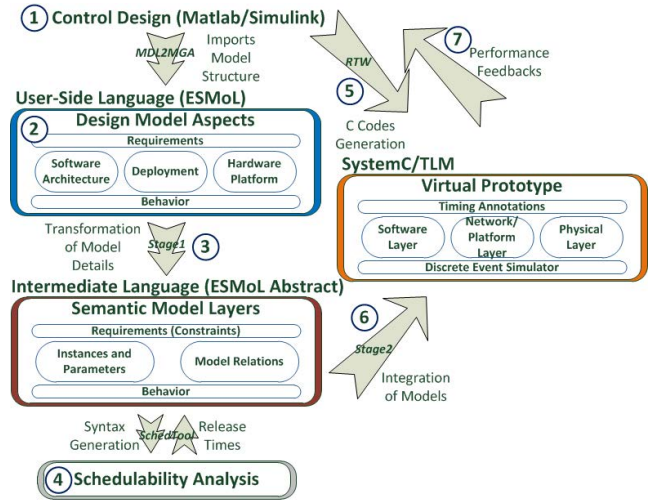 1 Control Design (Matlab/Simulink)
MDL2MGA
Imports
Model
Structure
RTW
5
C Codes
Generation
7
Performance
Feedbacks
User-Side Language (ESMoL)
2
Design Model Aspects
Requirements
Software
Architecture
Deployment
Hardware
Platform
Behavior
SystemC/TLM
Virtual Prototype
Timing Annotations
Software
Layer
Network/
Platform
Layer
Physical
Layer
Discrete Event Simulator
Transformation
of Model
Details
Stage1
3
Intermediate Language (ESMoL Abstract)
Semantic Model Layers
Requirements (Constraints)
Instances and
Parameters
Model Relations
Behavior
6
Stage2
Integration
of Models
Syntax
Generation
SchedTool
Release
Times
4 Schedulability Analysis